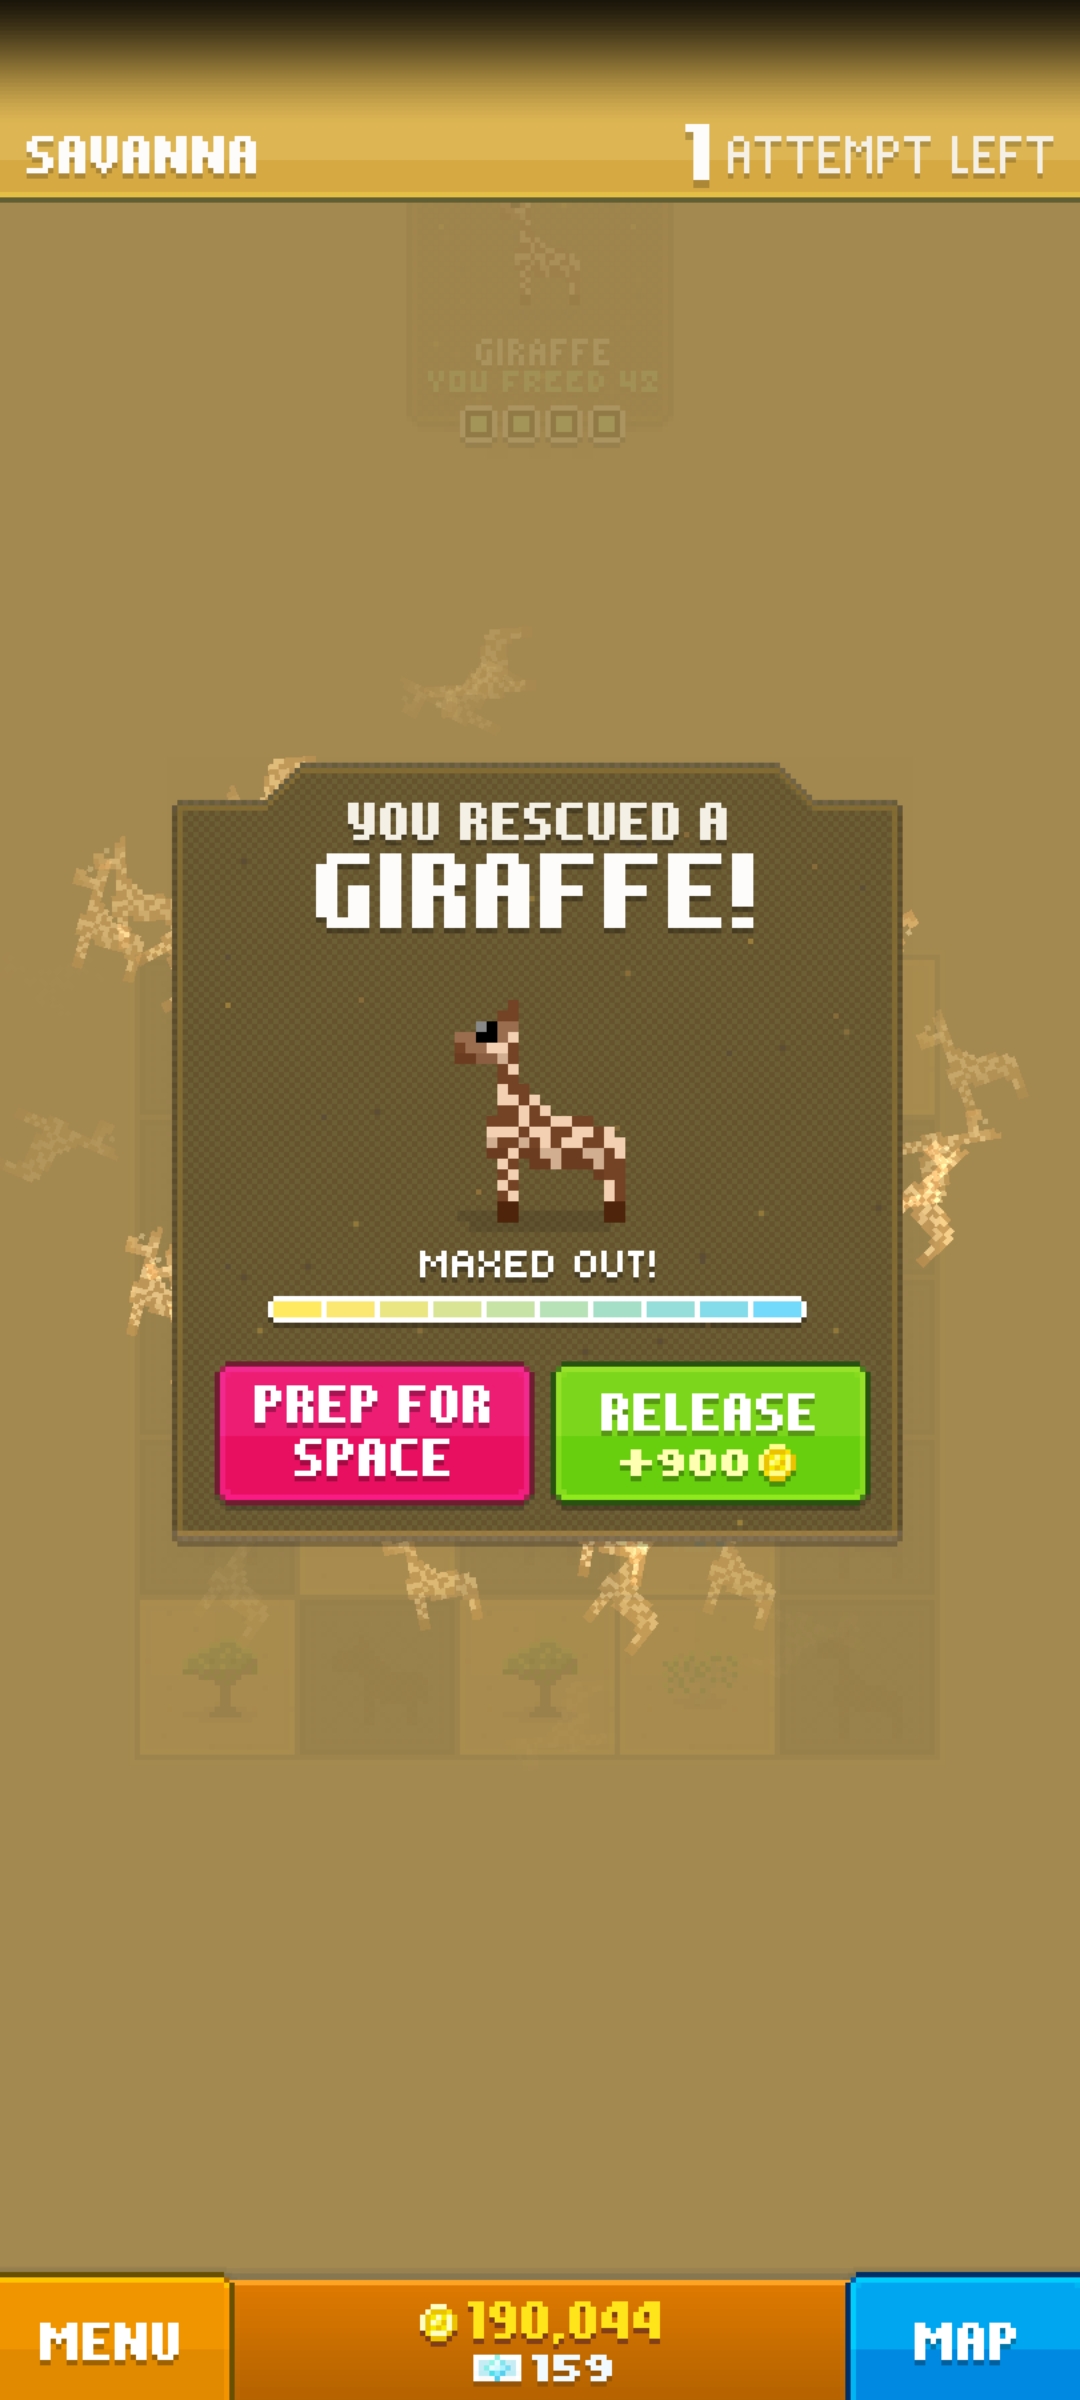 SAVANNA
1 ATTEMPT LEFT
GIRAFFE
YOU FREED 48
YOU RESCUED A
GIRAFFE!
MAXED OUT!
PREP FOR
SPACE
RELEASE
+900
MENU
190,044
159
MAP